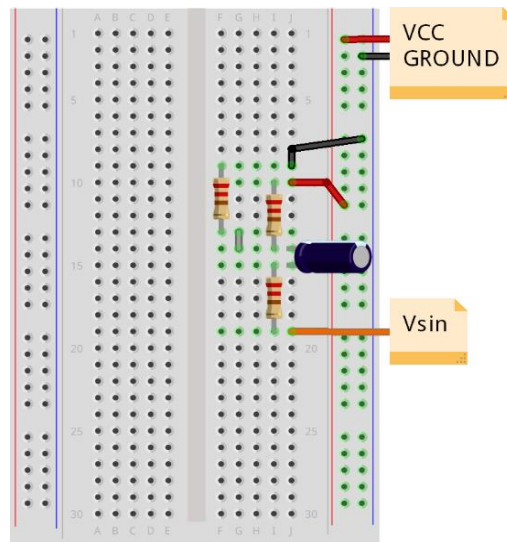 A B C D E F G H I J
VCC
1 1
GROUND
5 5
10 10
15 15
Vsin
20 20
25 25
30 30
A B C D E F G H I J